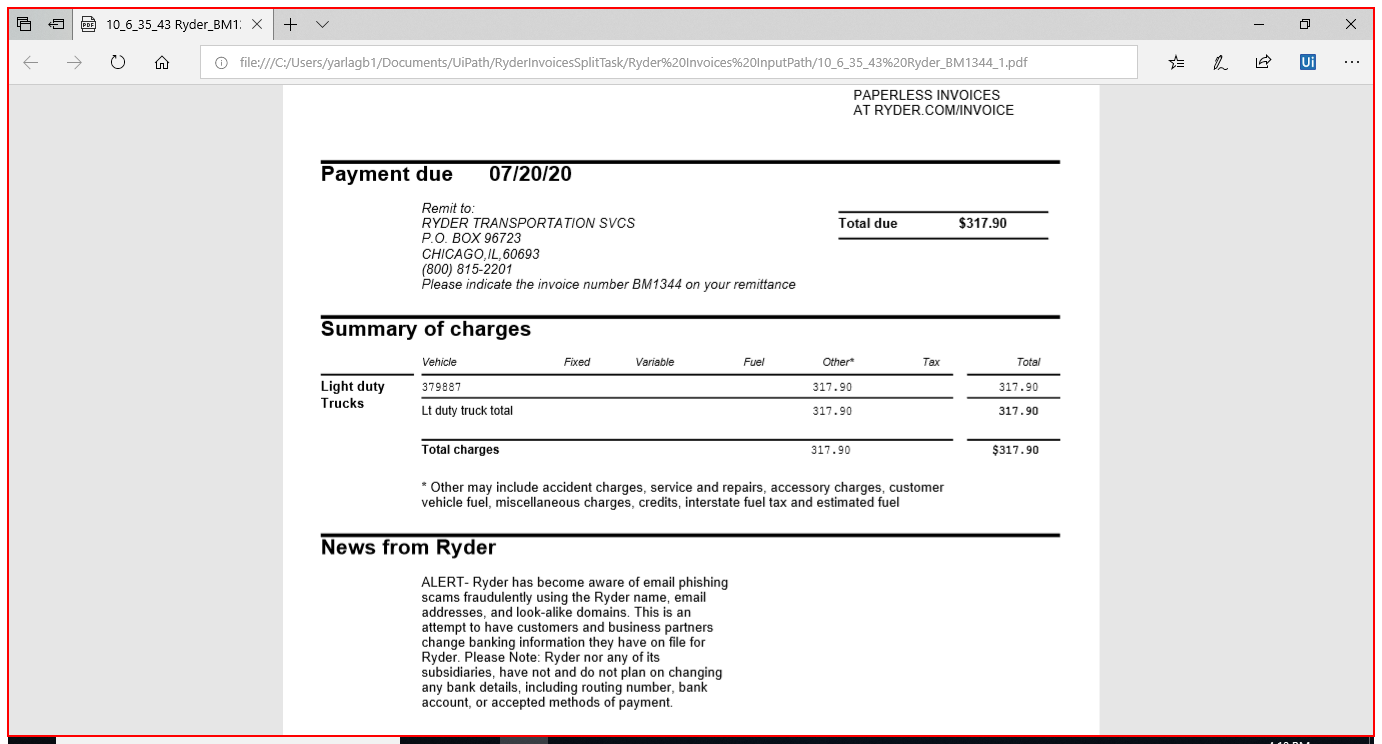 10_6_35_43 Ryder_BM1:
file:///C:/Users/yarlagb1/Documents/UiPath/RyderInvoicesSplitTask/Ryder%20Invoices%20InputPath/10_6_35_43%20Ryder_BM1344_1.pdf
Ui
PAPERLESS INVOICES
AT RYDER.COM/INVOICE
Payment due 07/20/20
Remit to:
RYDER TRANSPORTATION SVCS
P.O. BOX 96723
CHICAGO,IL,60693
(800) 815-2201
Please indicate the invoice number BM1344 on your remittance
Total due $317.90
Summary of charges
Vehicle Fixed Variable Fuel Other* Tax Total
Light duty
Trucks
379887 317.90 317.90
Lt duty truck total 317.90 317.90
Total charges 317.90 $317.90
* Other may include accident charges, service and repairs, accessory charges, customer
vehicle fuel, miscellaneous charges, credits, interstate fuel tax and estimated fuel
News from Ryder
ALERT- Ryder has become aware of email phishing
scams fraudulently using the Ryder name, email
addresses, and look-alike domains. This is an
attempt to have customers and business partners
change banking information they have on file for
Ryder. Please Note: Ryder nor any of its
subsidiaries, have not and do not plan on changing
any bank details, including routing number, bank
account, or accepted methods of payment.